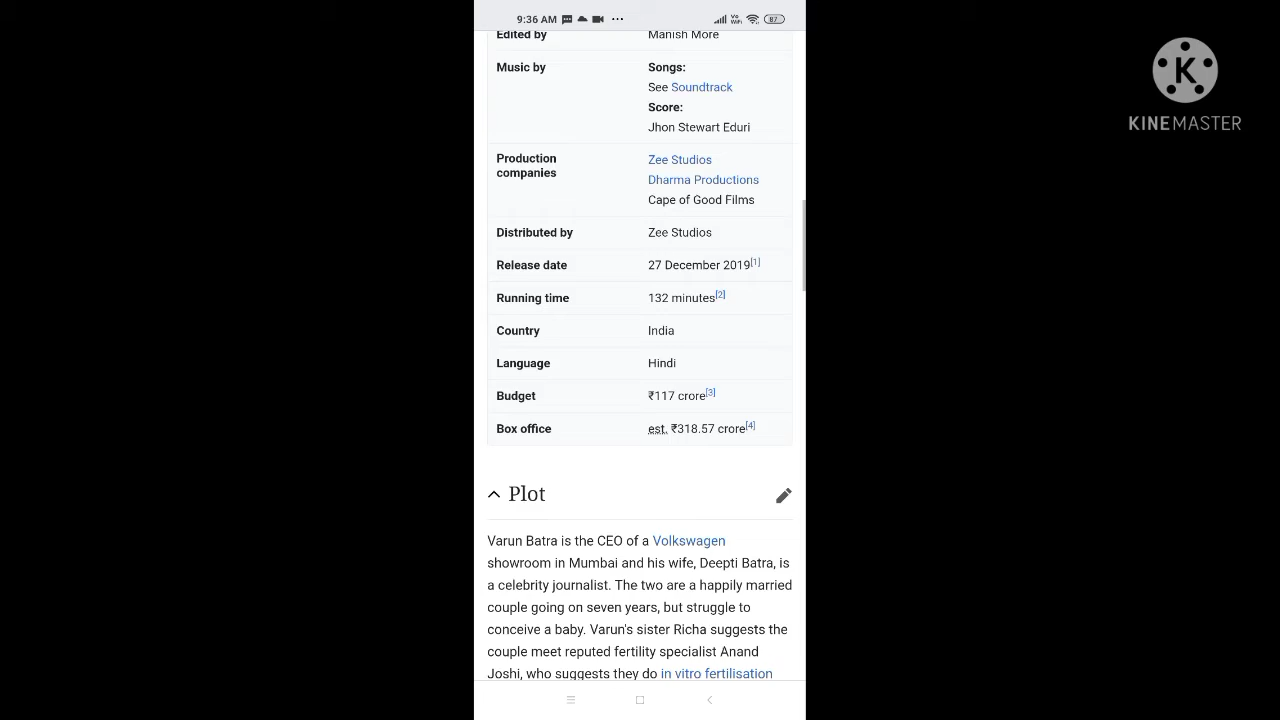 9:36 AM
Vo
WiFi
87
Edited by Manish More
Music by Songs:
See Soundtrack
Score:
Jhon Stewart Eduri
Production companies Zee Studios
Dharma Productions
Cape of Good Films
Distributed by Zee Studios
Release date 27 December 2019[1]
Running time 132 minutes[2]
Country India
Language Hindi
Budget ₹117 crore[3]
Box office est. ₹318.57 crore[4]
Plot
Varun Batra is the CEO of a Volkswagen
showroom in Mumbai and his wife, Deepti Batra, is
a celebrity journalist. The two are a happily married
couple going on seven years, but struggle to
conceive a baby. Varun's sister Richa suggests the
couple meet reputed fertility specialist Anand
Joshi, who suggests they do in vitro fertilisation
K
KINEMASTER